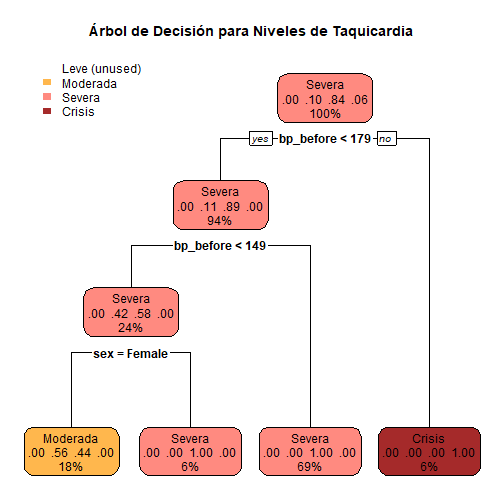 Árbol de Decisión para Niveles de Taquicardia
Leve (unused)
Moderada
Severa
Crisis
Severa
.00 .10 .84 .06
100%
yes bp_before < 179 no
Severa
.00 .11 .89 .00
94%
bp_before < 149
Severa
.00 .42 .58 .00
24%
sex = Female
Moderada
.00 .56 .44 .00
18%
Severa
.00 .00 1.00 .00
6%
Severa
.00 .00 1.00 .00
69%
Crisis
.00 .00 .00 1.00
6%